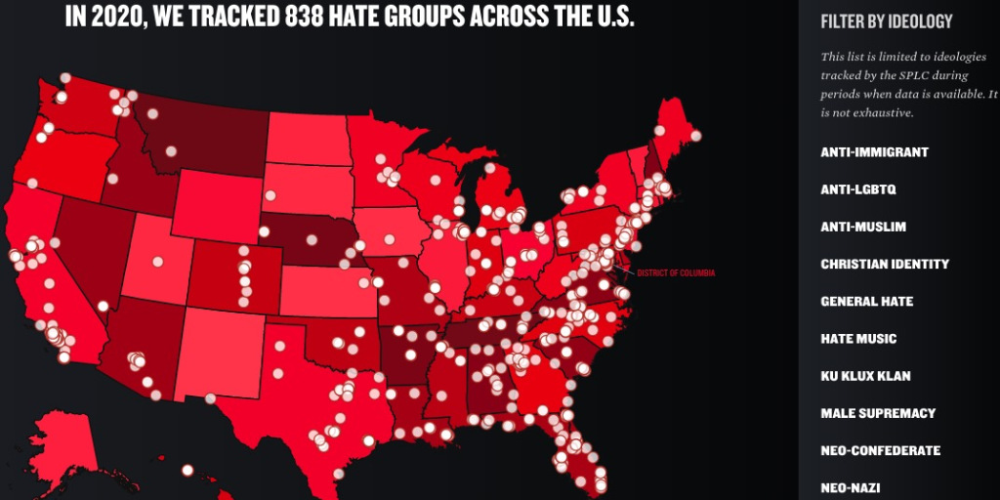 IN 2020, WE TRACKED 838 HATE GROUPS ACROSS THE U.S.
DISTRICT OF COLUMBIA
FILTER BY IDEOLOGY
This list is limited to ideologies
tracked by the SPLC during
periods when data is available. It
is not exhaustive.
ANTI-IMMIGRANT
ANTI-LGBTQ
ANTI-MUSLIM
CHRISTIAN IDENTITY
GENERAL HATE
HATE MUSIC
KU KLUX KLAN
MALE SUPREMACY
NEO-CONFEDERATE
NEO-NAZI